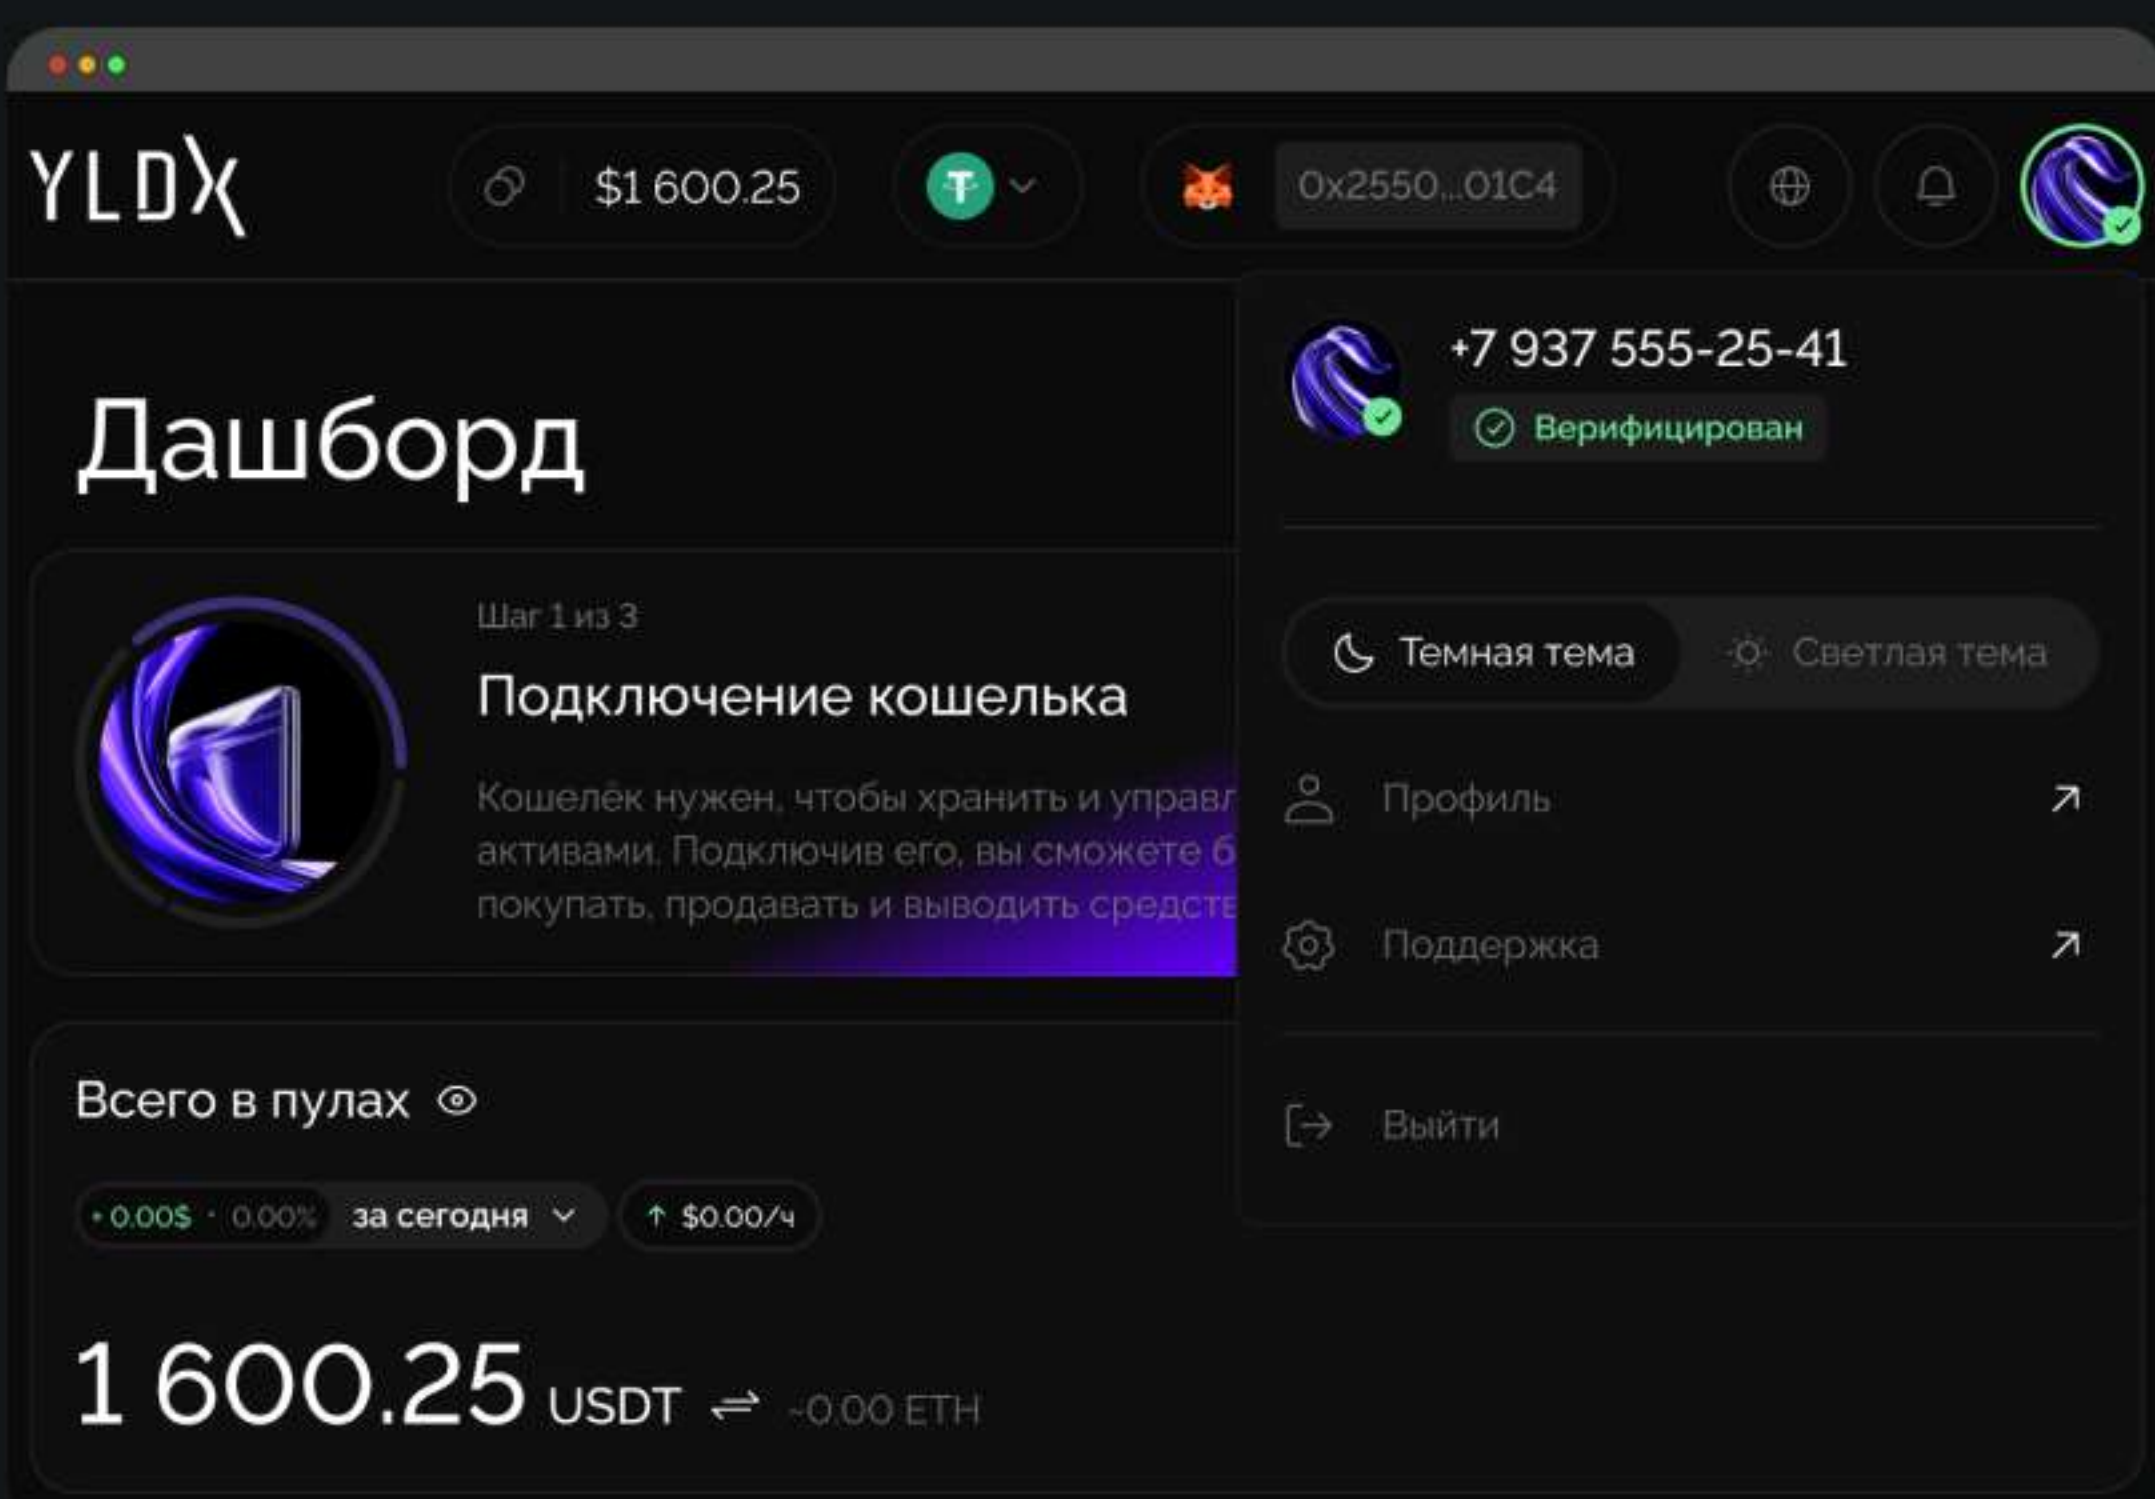 YLDX
$1 600.25
0x2550...01C4
+7 937 555-25-41
Верифицирован
Дашборд
Темная тема
Светлая тема
Шаг 1 из 3
Подключение кошелька
Кошелёк нужен, чтобы хранить и управл
активами. Подключив его, вы сможете б
покупать, продавать и выводить средств
Профиль
Поддержка
Выйти
Всего в пулах
• 0.00$ • 0.00% за сегодня
↑ $0.00/ч
1 600.25 USDT ⇌ ~0.00 ETH